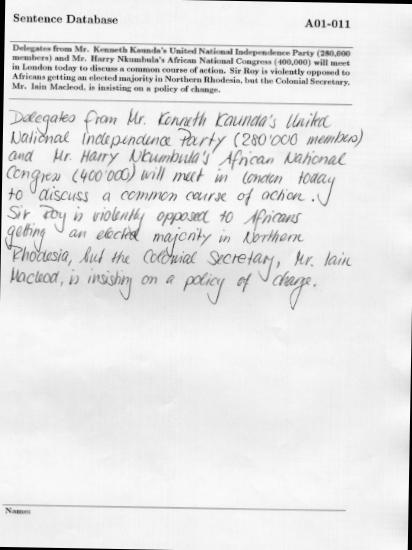 Sentence Database A01-011
Delegates from Mr. Kenneth Kaunda's United National Independence Party (280,000
members) and Mr. Harry Nkumbula's African National Congress (400,000) will meet
in London today to discuss a common course of action. Sir Roy is violently opposed to
Africans getting an elected majority in Northern Rhodesia, but the Colonial Secretary,
Mr. Iain Macleod, is insisting on a policy of change.
Delegates from Mr. Kenneth Kaunda's United
National Independence Party (280'000 members)
and Mr. Harry Nkumbula's African National
Congress (400'000) will meet in London today
to discuss a common course of action.
Sir Roy is violently opposed to Africans
getting an elected majority in Northern
Rhodesia, but the Colonial Secretary, Mr. Iain
Macleod, is insisting on a policy of change.
Name: